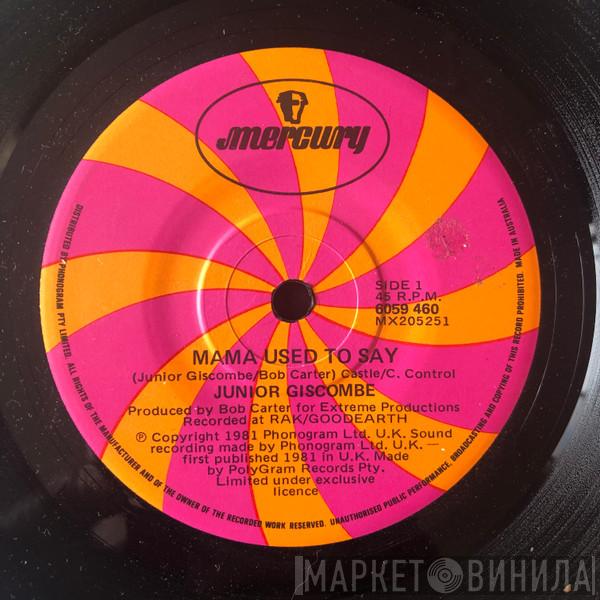 mercury
SIDE 1
45 R.P.M.
6059 460
MX205251
MAMA USED TO SAY
(Junior Giscombe/Bob Carter) Castle/C. Control
JUNIOR GISCOMBE
Produced by Bob Carter for Extreme Productions
Recorded at RAK/GOODEARTH
Ⓟ Copyright 1981 Phonogram Ltd. U.K. Sound
recording made by Phonogram Ltd. U.K. —
first published 1981 in U.K. Made
by PolyGram Records Pty.
Limited under exclusive
licence
DISTRIBUTED BY PHONOGRAM PTY LIMITED. ALL RIGHTS OF THE MANUFACTURER AND OF THE OWNER OF THE RECORDED WORK RESERVED. UNAUTHORISED PUBLIC PERFORMANCE, BROADCASTING AND COPYING OF THIS RECORD PROHIBITED. MADE IN AUSTRALIA
МАРКЕТ ВИНИЛА